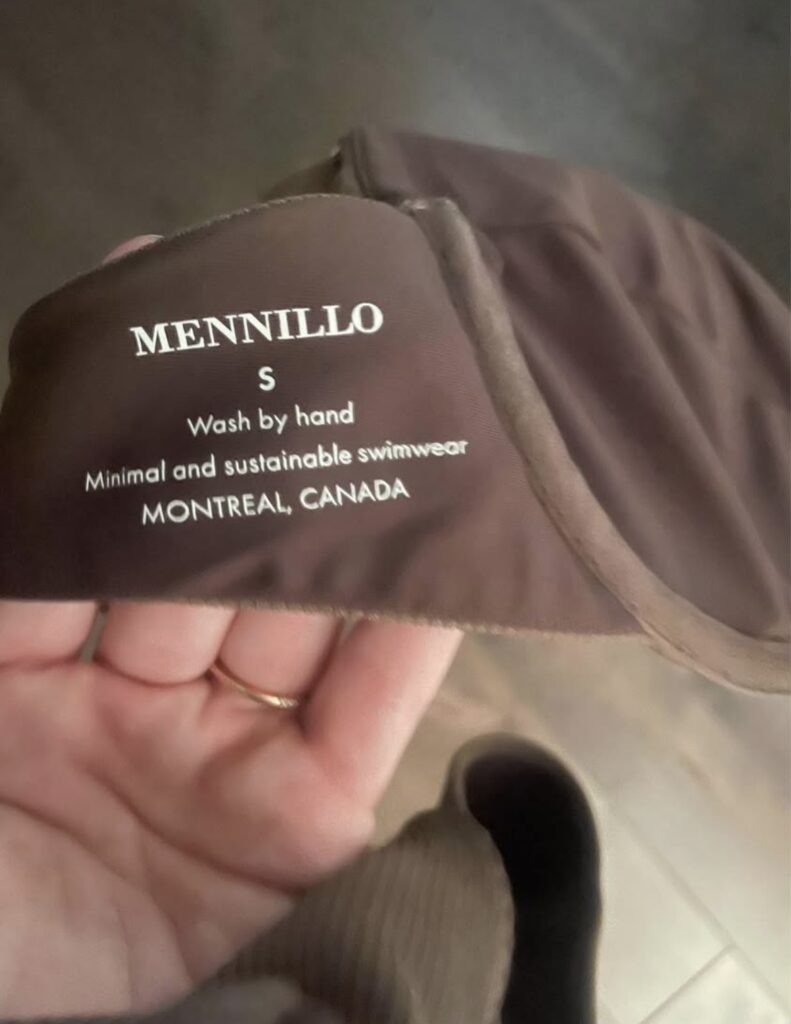 MENNILLO
S
Wash by hand
Minimal and sustainable swimwear
MONTREAL, CANADA